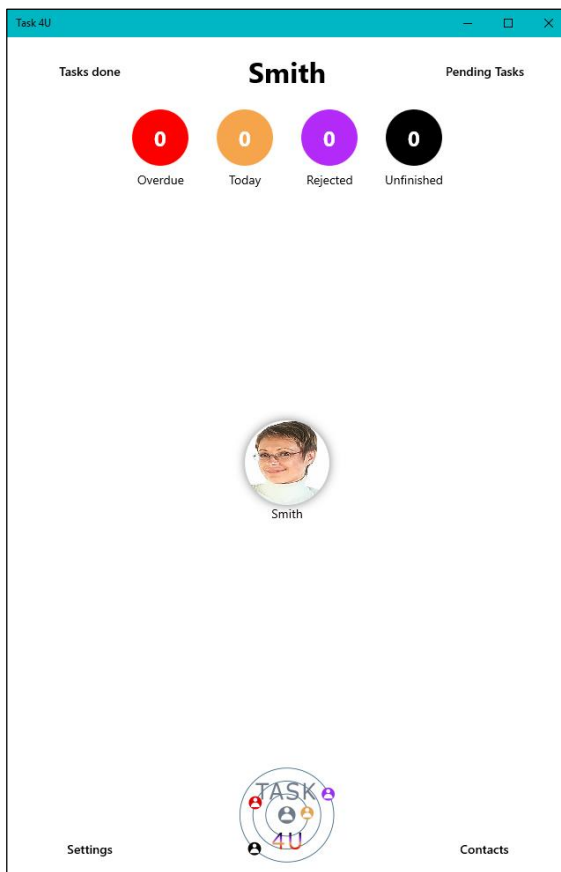 Task 4U
Tasks done
Smith
Pending Tasks
0 0 0 0
Overdue Today Rejected Unfinished
Smith
TASK
4U
Settings
Contacts